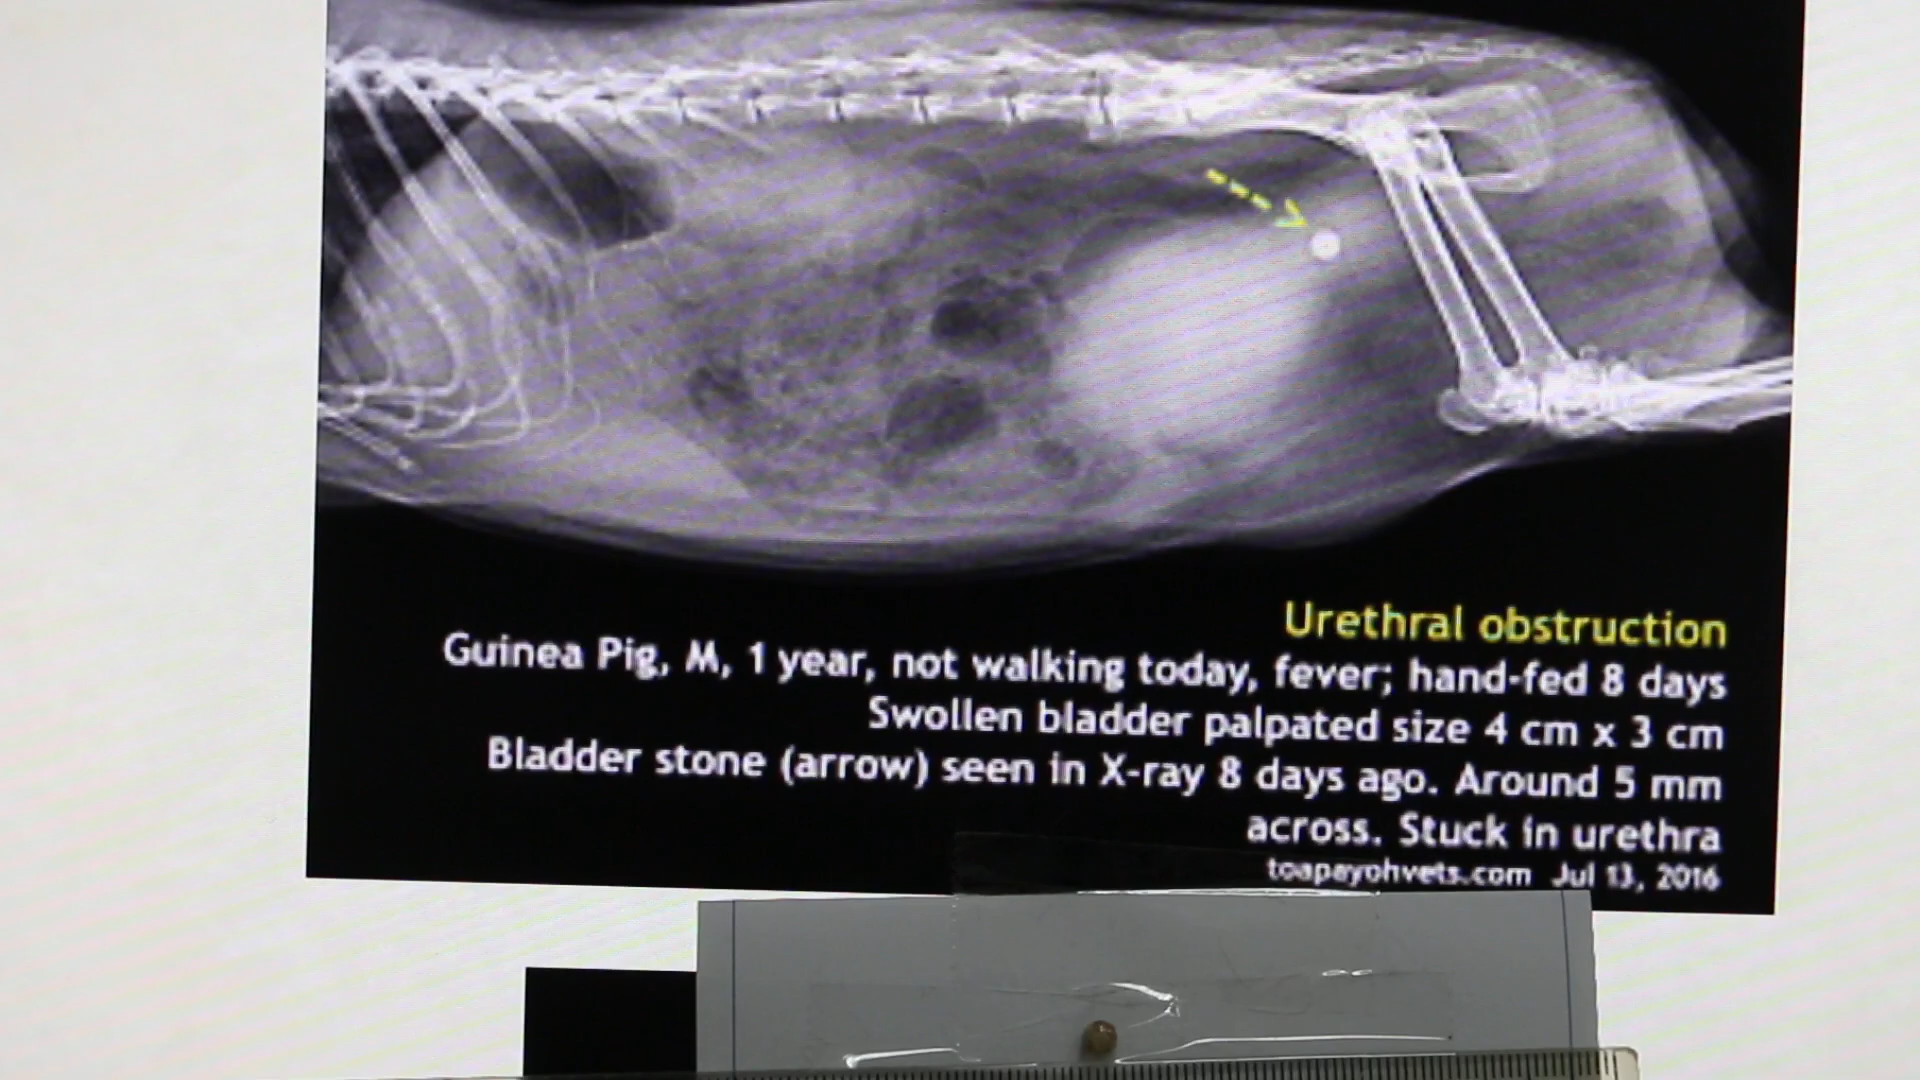 Urethral obstruction
Guinea Pig, M, 1 year, not walking today, fever; hand-fed 8 days
Swollen bladder palpated size 4 cm x 3 cm
Bladder stone (arrow) seen in X-ray 8 days ago. Around 5 mm
across. Stuck in urethra
toapayohvets.com Jul 13, 2016